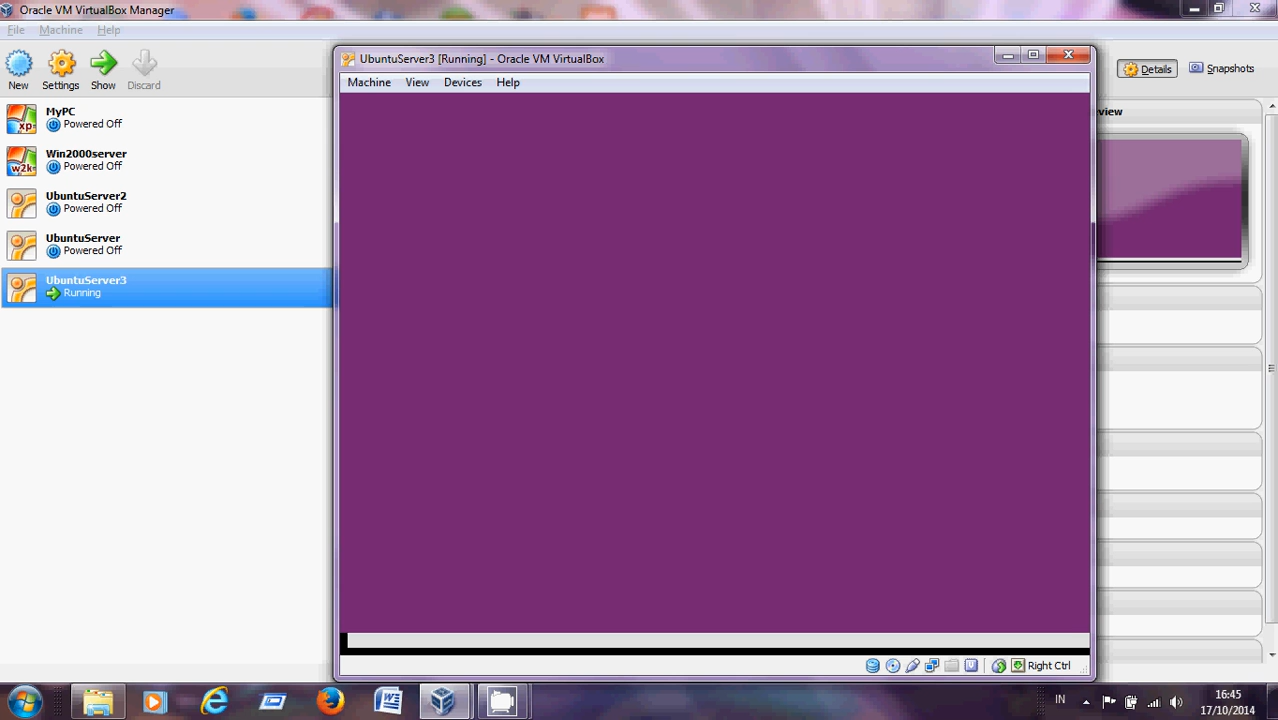 Oracle VM VirtualBox Manager
File Machine Help
New Settings Show Discard
Details Snapshots
MyPC
Powered Off
Win2000server
Powered Off
UbuntuServer2
Powered Off
UbuntuServer
Powered Off
UbuntuServer3
Running
xp
w2k
UbuntuServer3 [Running] - Oracle VM VirtualBox
Machine View Devices Help
view
Right Ctrl
IN
16:45
17/10/2014